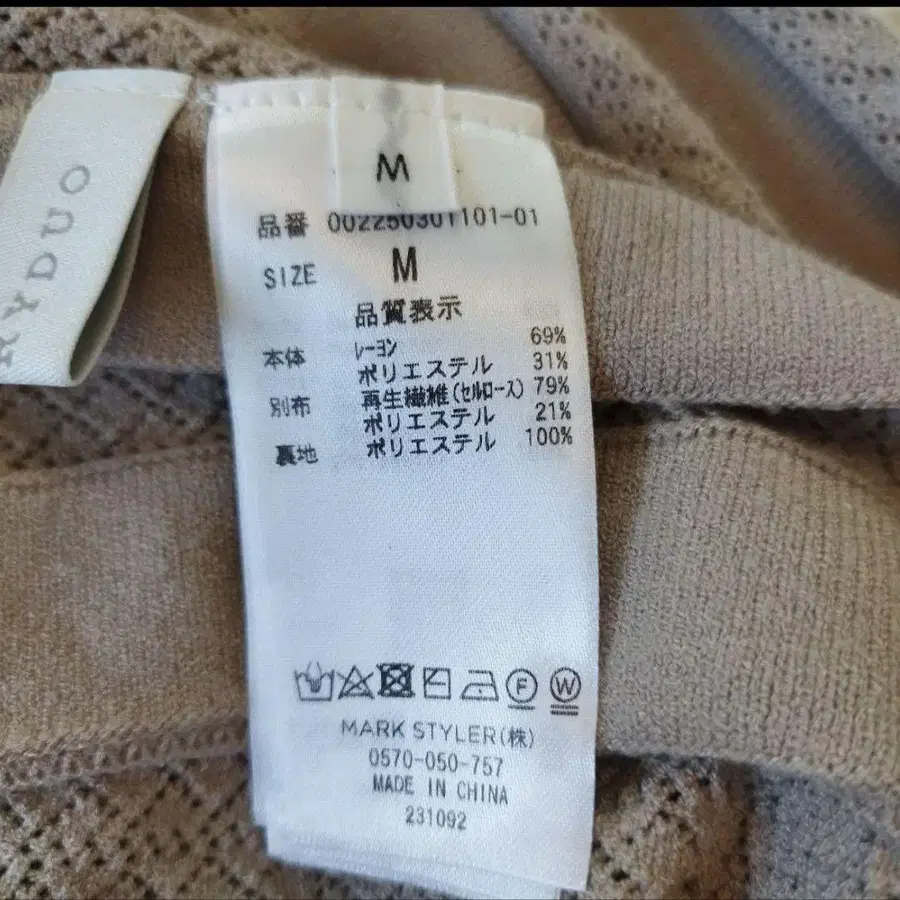 RYDUO
M
品番 002250301101-01
SIZE M
品質表示
本体 レーヨン 69%
ポリエステル 31%
別布 再生繊維(セルロース) 79%
ポリエステル 21%
裏地 ポリエステル 100%
F W
MARK STYLER(株)
0570-050-757
MADE IN CHINA
231092